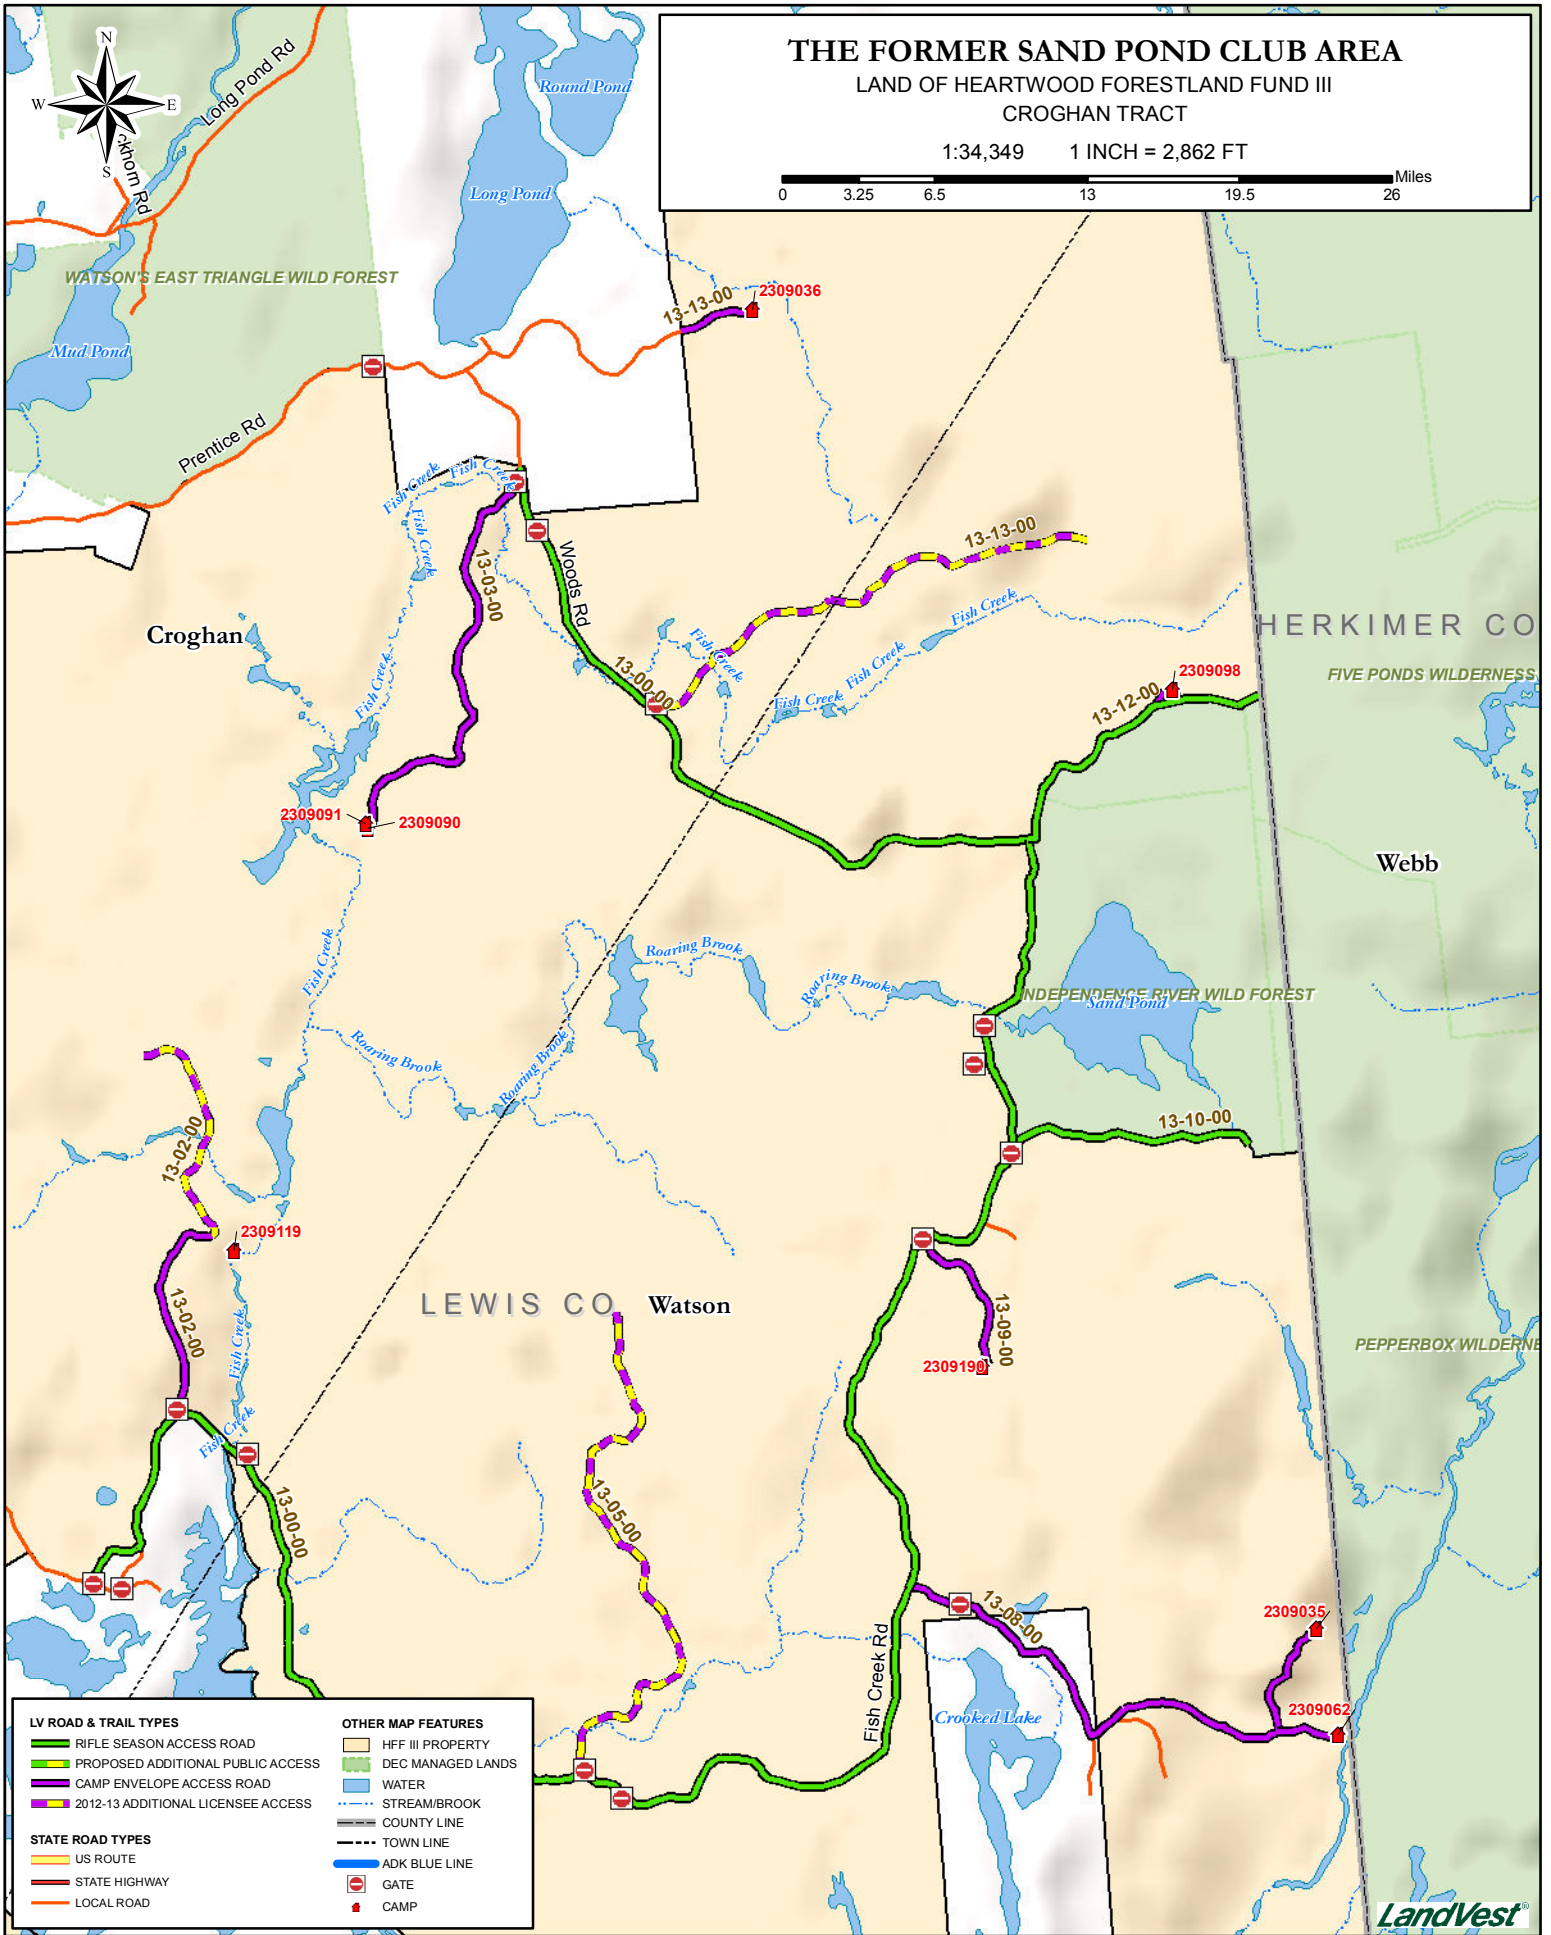 THE FORMER SAND POND CLUB AREA
LAND OF HEARTWOOD FORESTLAND FUND III
CROGHAN TRACT
1:34,349 1 INCH = 2,862 FT
Miles
0 3.25 6.5 13 19.5 26
N
W E
S
Long Pond Rd
ckhorn Rd
Round Pond
Long Pond
WATSON'S EAST TRIANGLE WILD FOREST
Mud Pond
13-13-00
2309036
Prentice Rd
Fish Creek
Fish Creek
Fish Creek
13-03-00
Woods Rd
13-13-00
Fish Creek
Fish Creek
Fish Creek
Fish Creek
Croghan
HERKIMER CO
13-00-00
2309098
FIVE PONDS WILDERNESS
13-12-00
Fish Creek
2309091
2309090
Webb
Fish Creek
Roaring Brook
Roaring Brook
INDEPENDENCE RIVER WILD FOREST
Sand Pond
Roaring Brook
Roaring Brook
13-02-00
13-10-00
2309119
13-02-00
Fish Creek
LEWIS CO
Watson
13-09-00
2309190
PEPPERBOX WILDERNE
Fish Creek
13-00-00
13-05-00
13-08-00
2309035
Fish Creek Rd
Crooked Lake
2309062
LV ROAD & TRAIL TYPES
RIFLE SEASON ACCESS ROAD
PROPOSED ADDITIONAL PUBLIC ACCESS
CAMP ENVELOPE ACCESS ROAD
2012-13 ADDITIONAL LICENSEE ACCESS
STATE ROAD TYPES
US ROUTE
STATE HIGHWAY
LOCAL ROAD
OTHER MAP FEATURES
HFF III PROPERTY
DEC MANAGED LANDS
WATER
STREAM/BROOK
COUNTY LINE
TOWN LINE
ADK BLUE LINE
GATE
CAMP
LandVest®